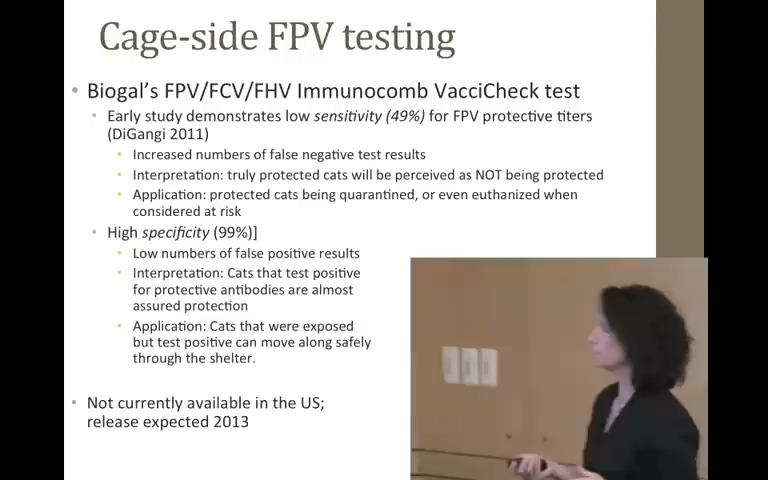 Cage-side FPV testing
Biogal's FPV/FCV/FHV Immunocomb VacciCheck test
Early study demonstrates low sensitivity (49%) for FPV protective titers
(DiGangi 2011)
Increased numbers of false negative test results
Interpretation: truly protected cats will be perceived as NOT being protected
Application: protected cats being quarantined, or even euthanized when
considered at risk
High specificity (99%)]
Low numbers of false positive results
Interpretation: Cats that test positive
for protective antibodies are almost
assured protection
Application: Cats that were exposed
but test positive can move along safely
through the shelter.
Not currently available in the US;
release expected 2013